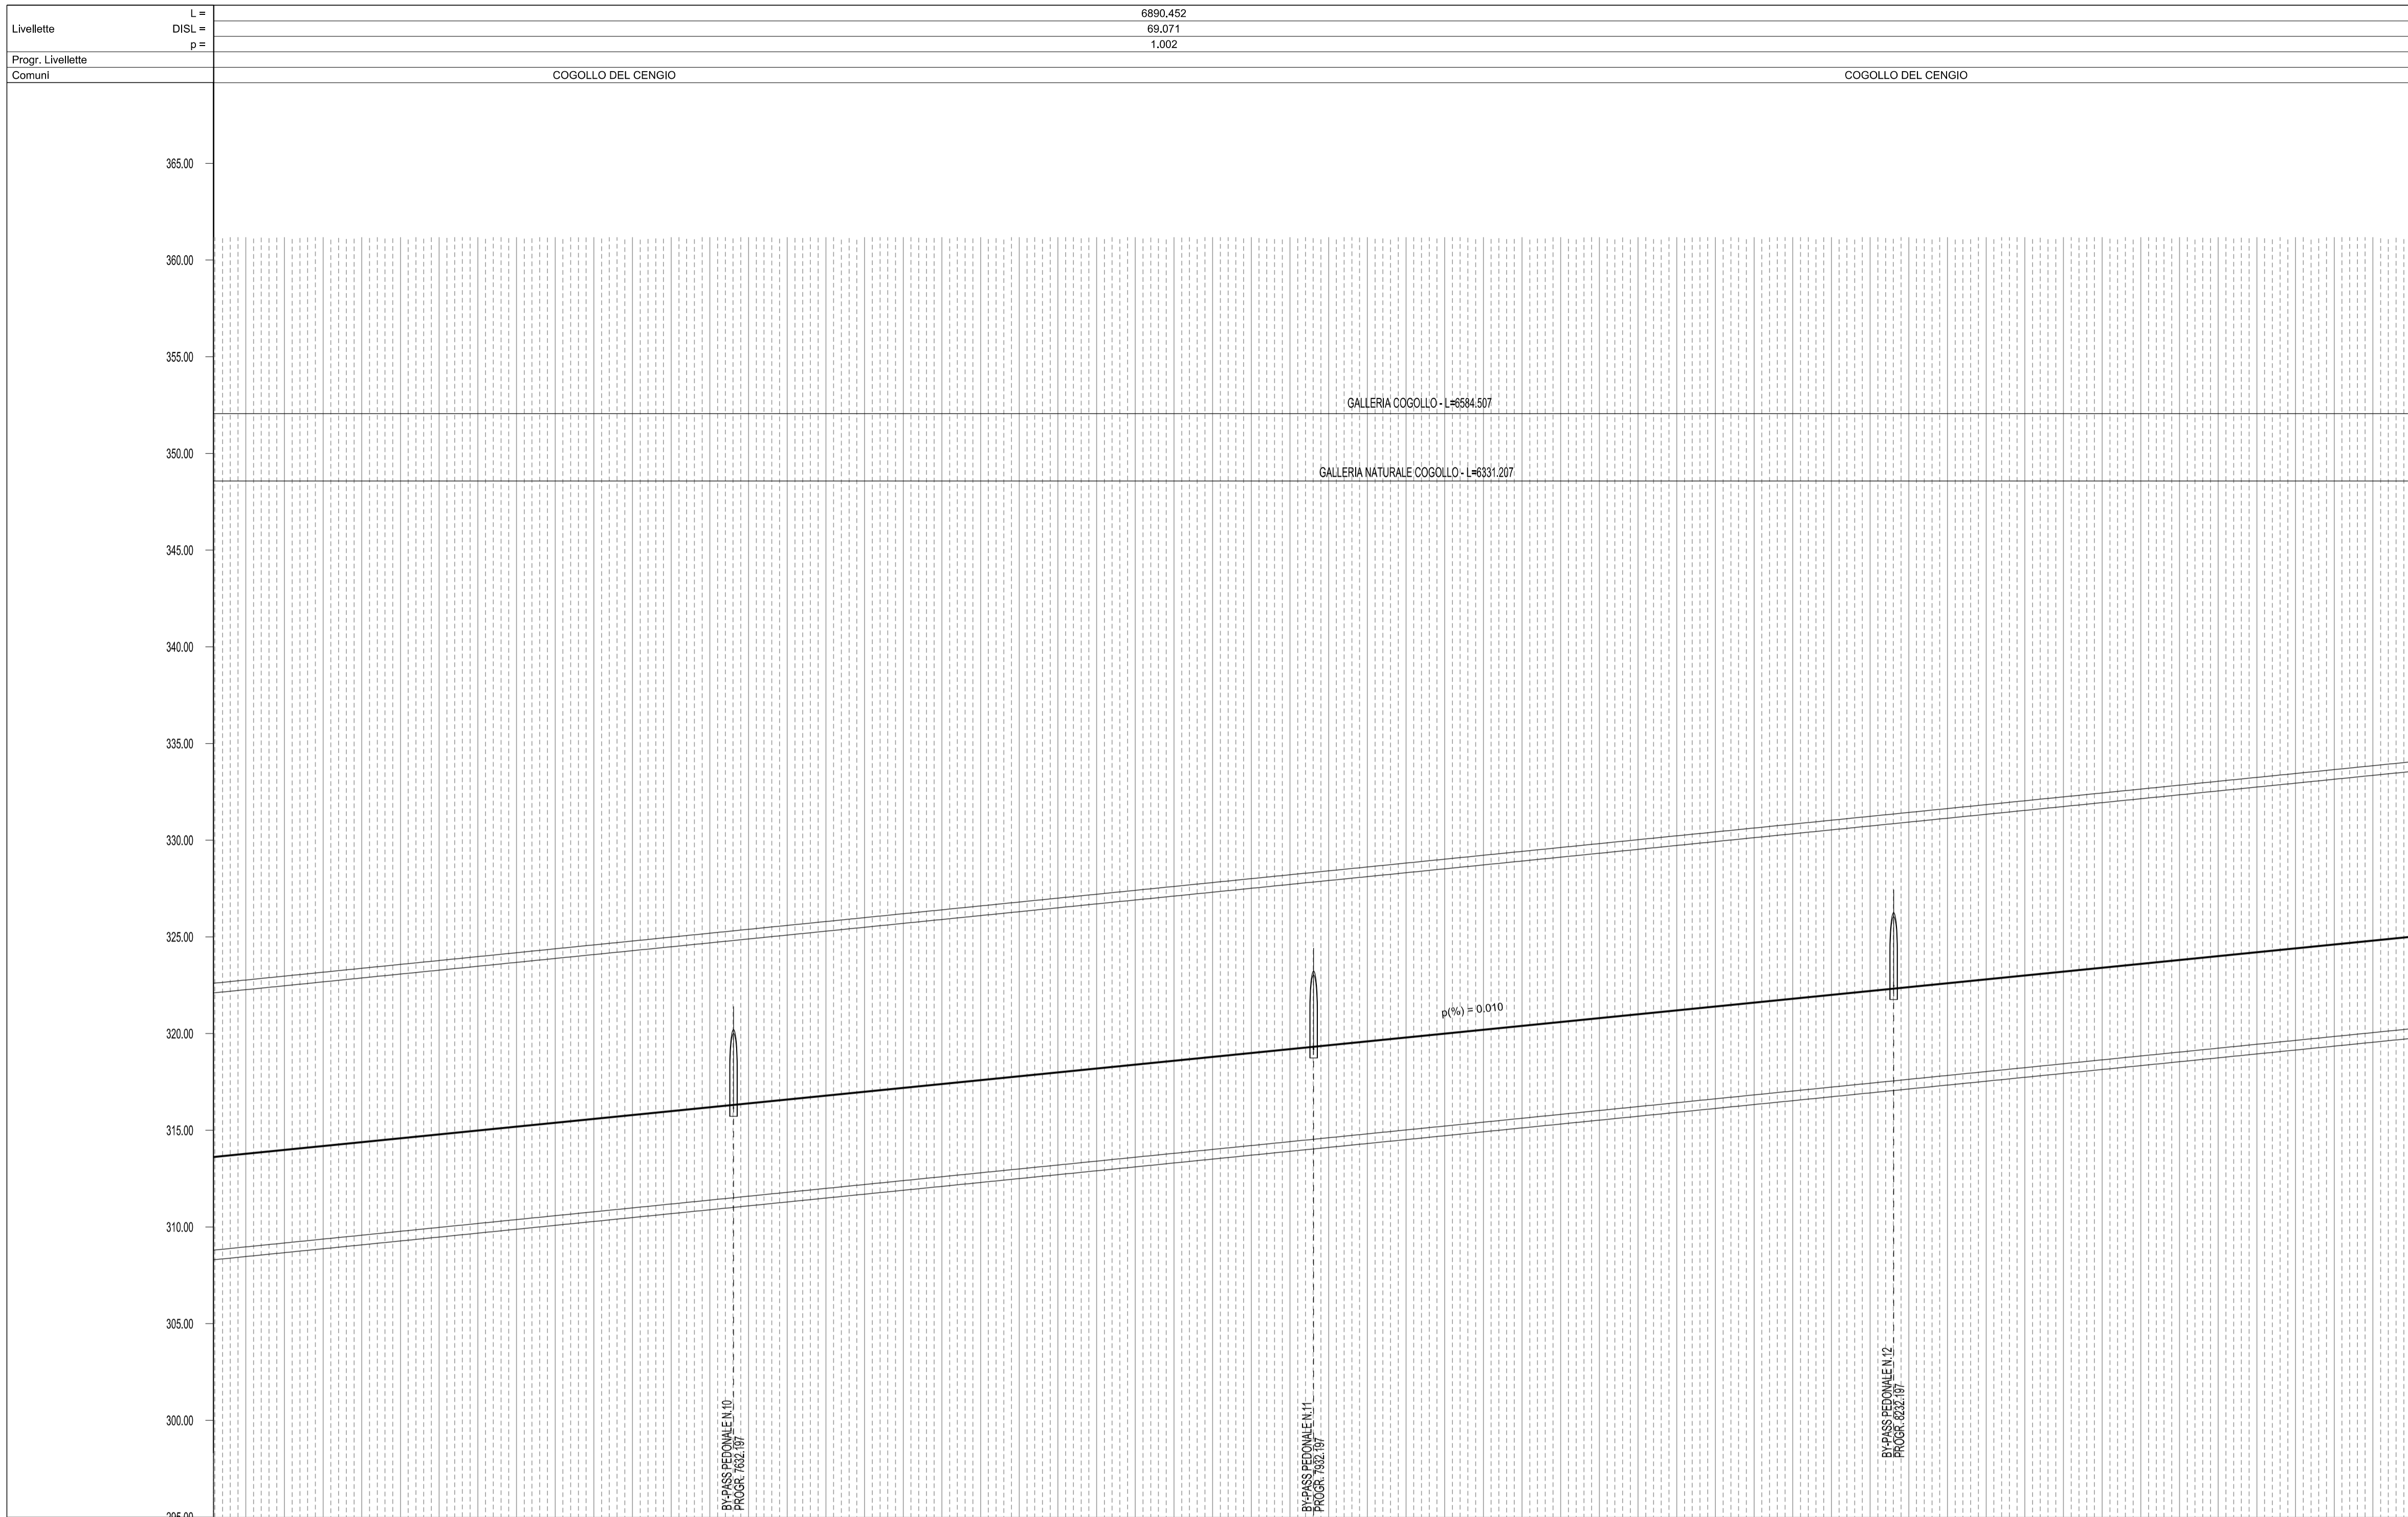 L =
6890.452
Livellette
DISL =
69.071
p =
1.002
Progr. Livellette
Comuni
COGOLLO DEL CENGIO
COGOLLO DEL CENGIO
365.00
360.00
355.00
GALLERIA COGOLLO - L=6584.507
350.00
GALLERIA NATURALE COGOLLO - L=6331.207
345.00
340.00
335.00
330.00
325.00
320.00
p(%) = 0.010
315.00
310.00
305.00
300.00
BY-PASS PEDONALE N.10
PROGR. 7632.197
BY-PASS PEDONALE N.11
PROGR. 7932.197
BY-PASS PEDONALE N.12
PROGR. 8232.197